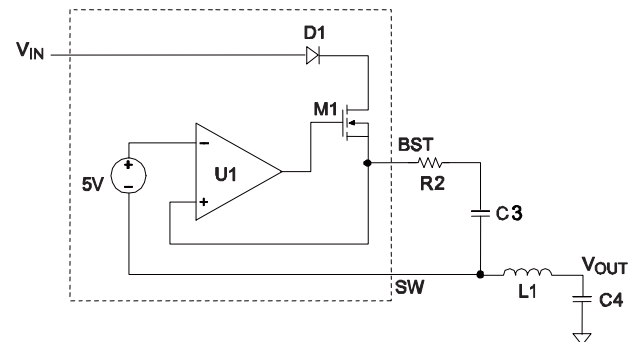 D1
VIN
M1
BST
+
5V
−
−
U1
+
R2
C3
SW
VOUT
L1
C4